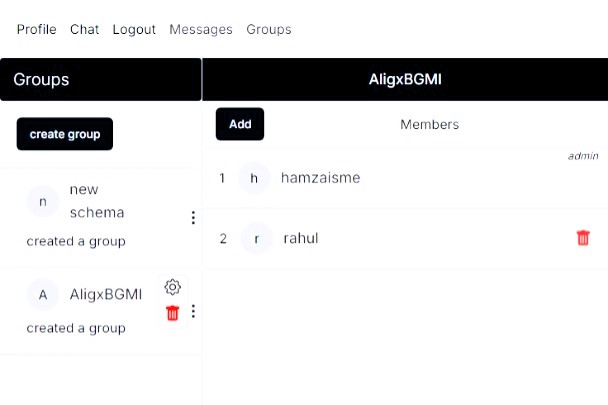 Profile Chat Logout Messages Groups
Groups
AligxBGMI
create group
Add
Members
n
new
schema
created a group
A
AligxBGMI
created a group
admin
1 h hamzaisme
2 r rahul